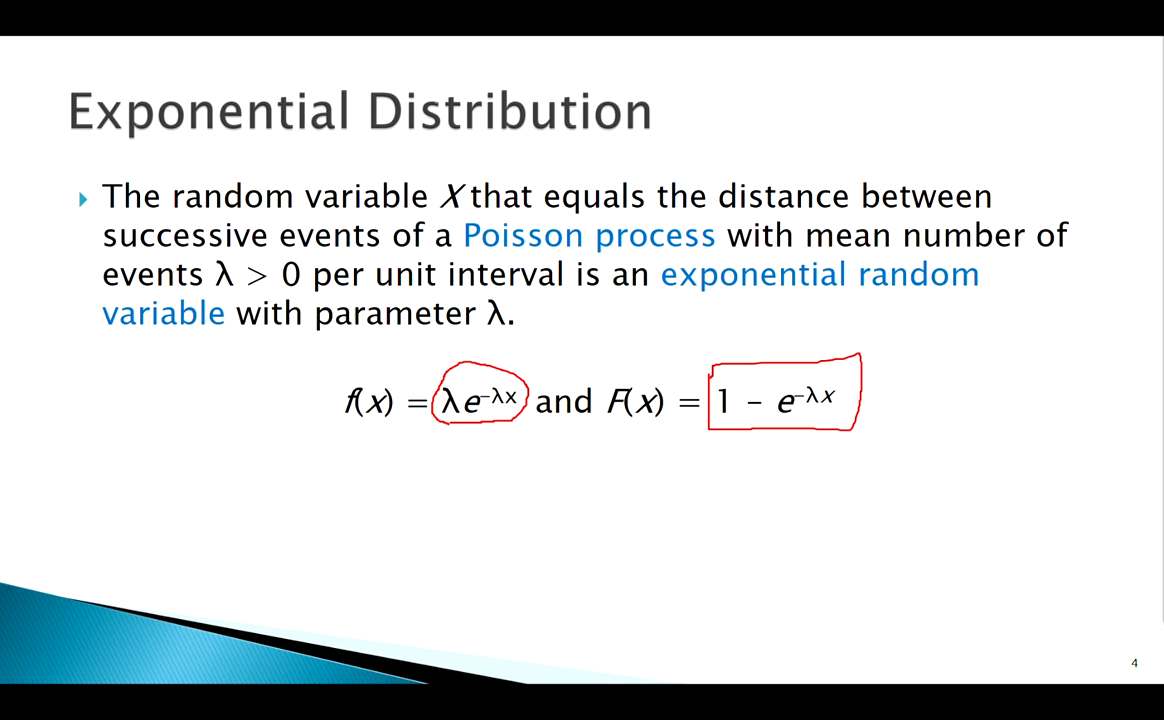 Exponential Distribution
The random variable X that equals the distance between
successive events of a Poisson process with mean number of
events λ > 0 per unit interval is an exponential random
variable with parameter λ.
f(x) = λe⁻λx and F(x) = 1 – e⁻λx
4